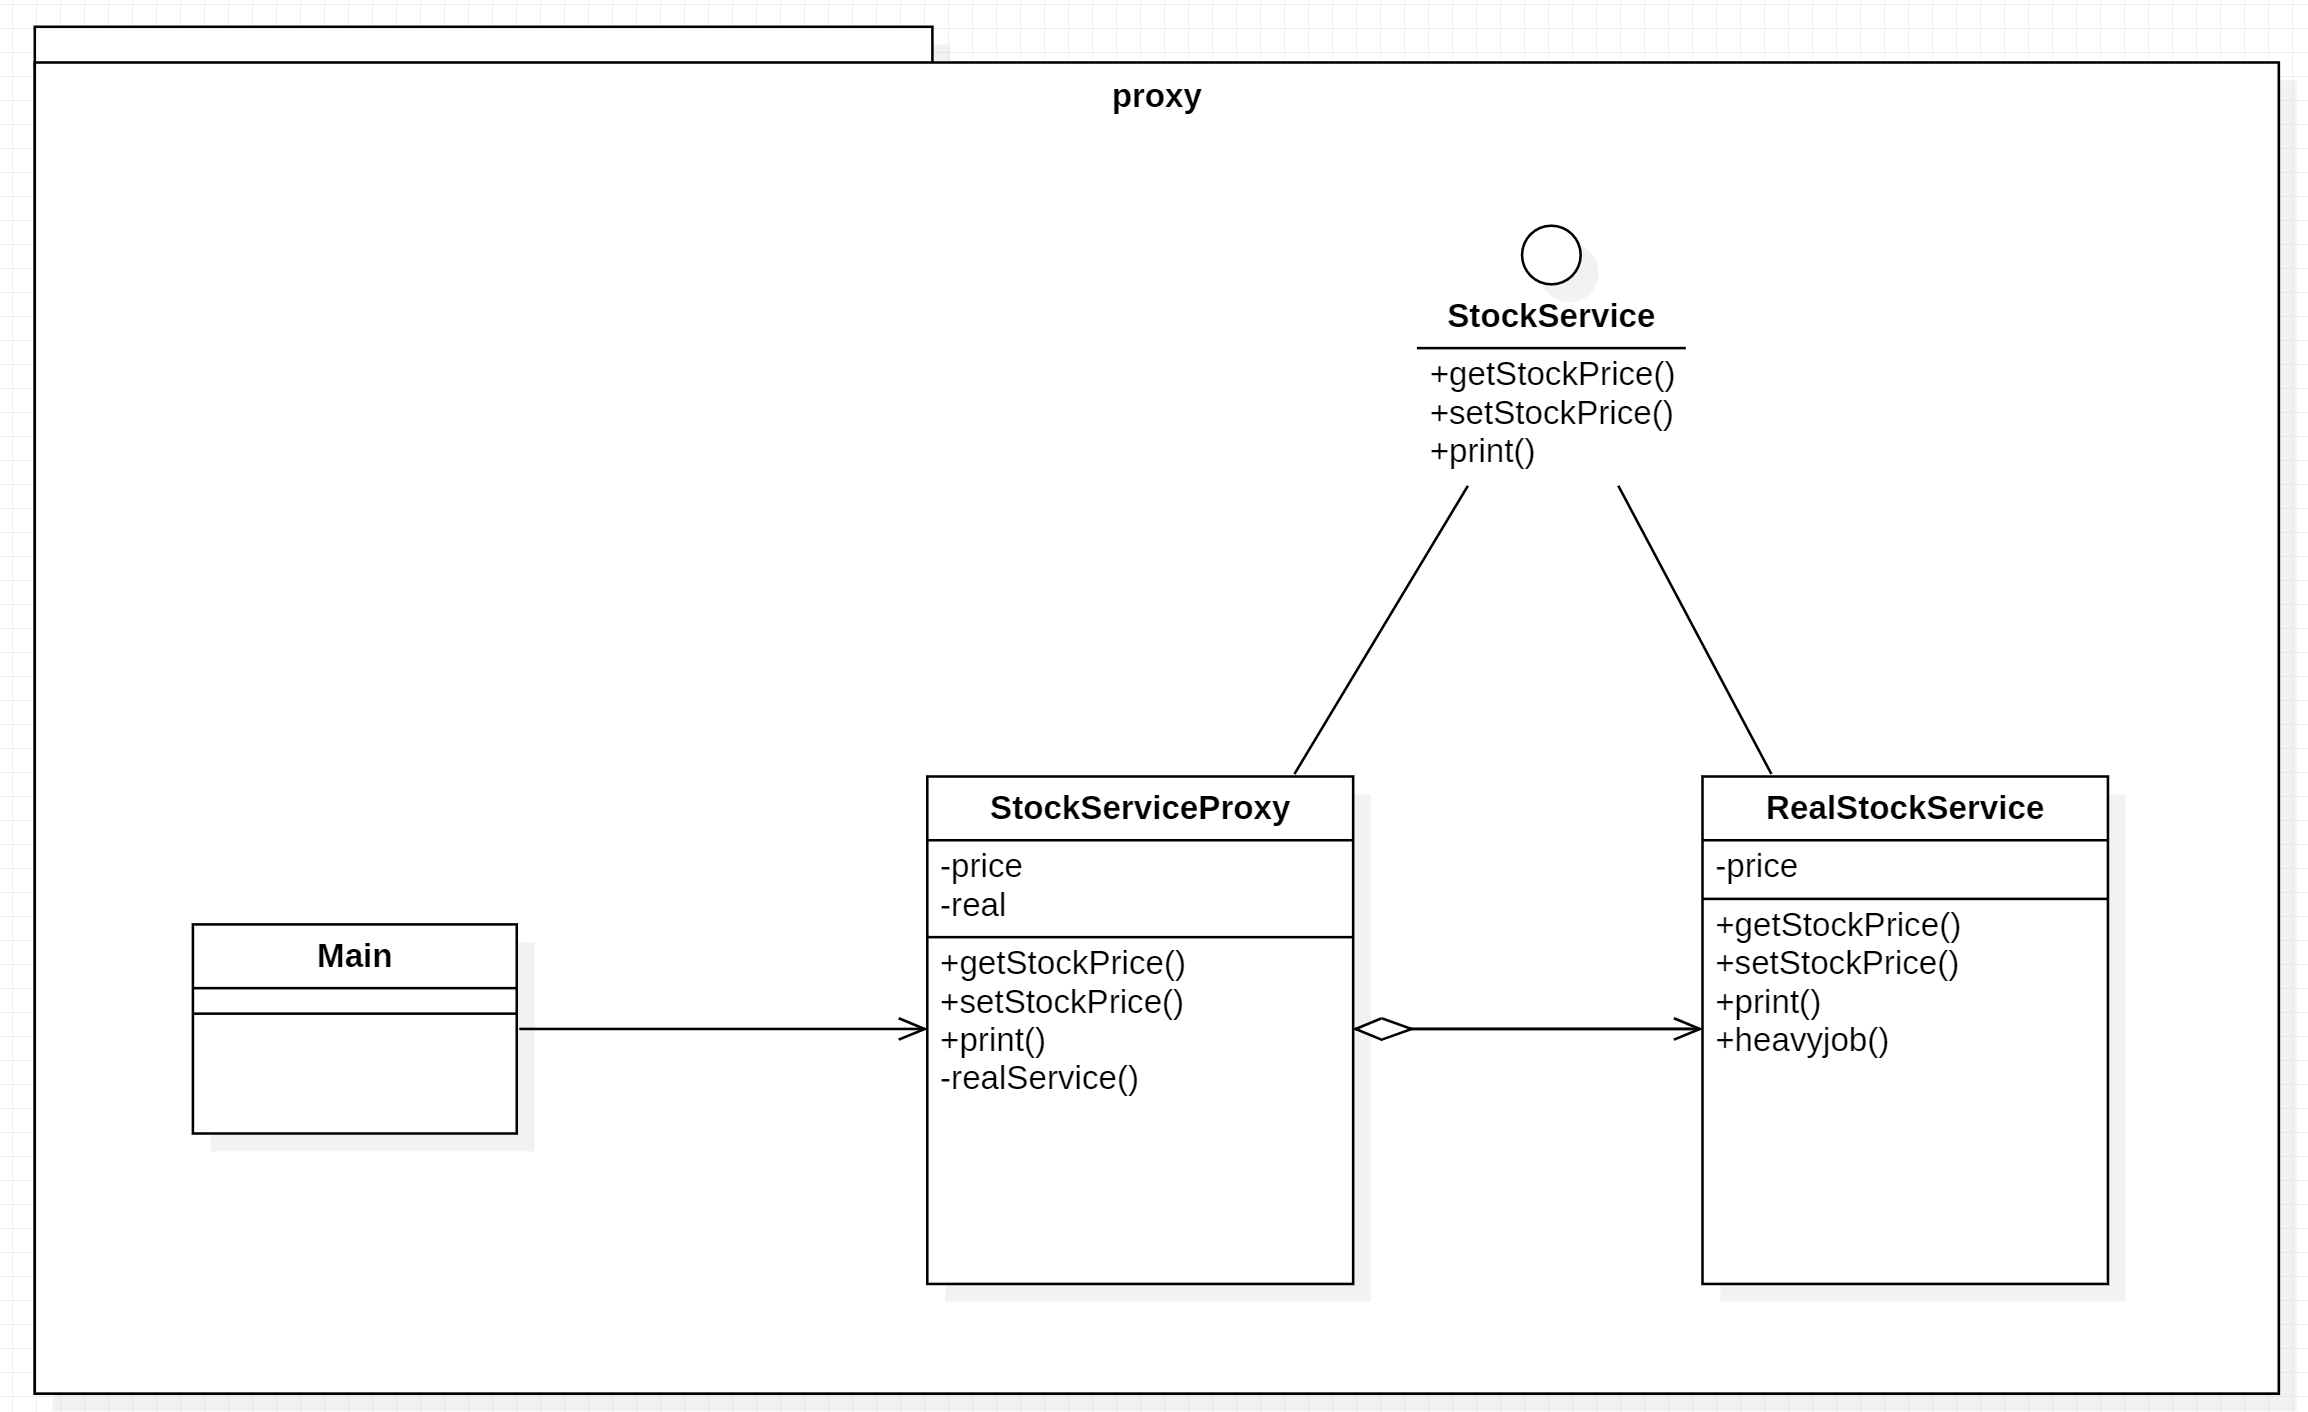 proxy
StockService
+getStockPrice()
+setStockPrice()
+print()
Main
StockServiceProxy
-price
-real
+getStockPrice()
+setStockPrice()
+print()
-realService()
RealStockService
-price
+getStockPrice()
+setStockPrice()
+print()
+heavyjob()